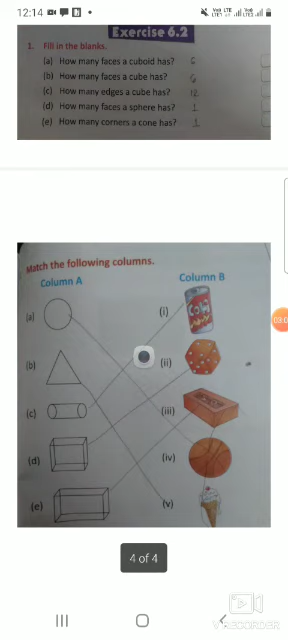 12:14
Exercise 6.2
1. Fill in the blanks.
(a) How many faces a cuboid has? 6
(b) How many faces a cube has? 6
(c) How many edges a cube has? 12
(d) How many faces a sphere has? 1
(e) How many corners a cone has? 1
Match the following columns.
Column A Column B
(a) (i)
(b) (ii)
(c) (iii)
(d) (iv)
(e) (v)
4 of 4
RECORDER